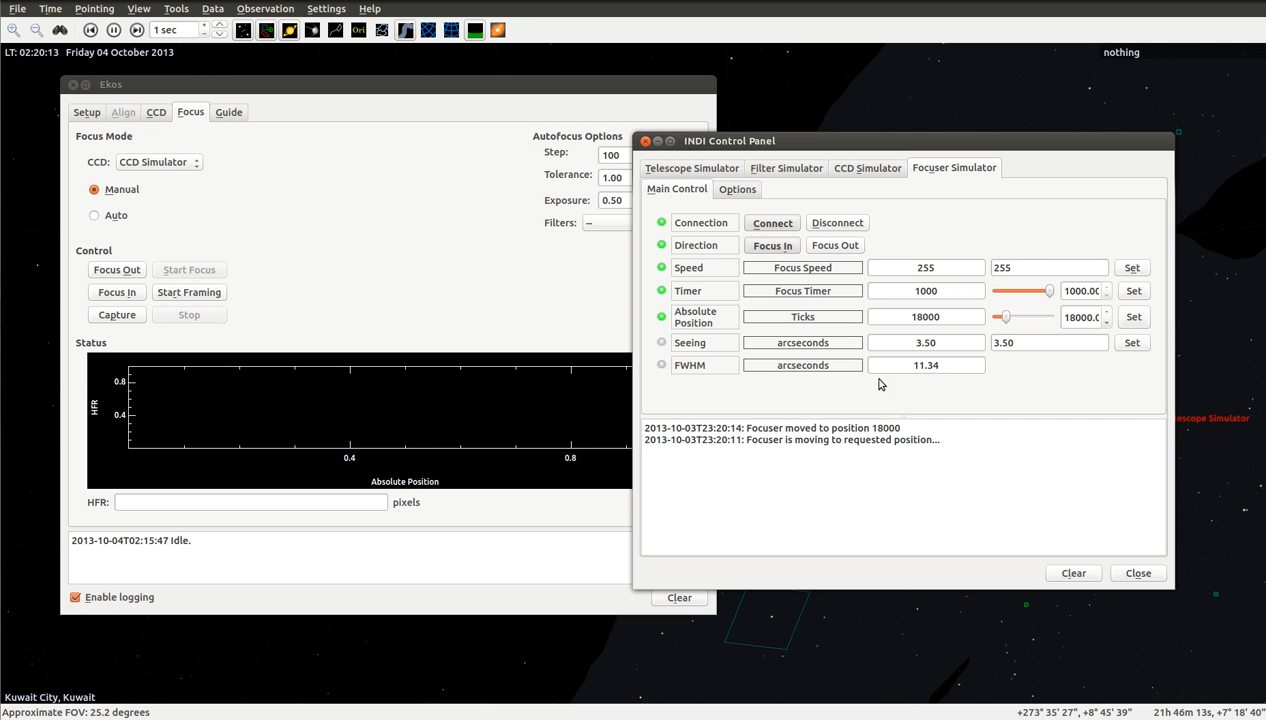 File Time Pointing View Tools Data Observation Settings Help
1 sec
Ori
LT: 02:20:13 Friday 04 October 2013
nothing
Ekos
Setup Align CCD Focus Guide
Focus Mode
CCD: CCD Simulator
Manual
Auto
Control
Focus Out Start Focus
Focus In Start Framing
Capture Stop
Autofocus Options
Step: 100
Tolerance: 1.00
Exposure: 0.50
Filters: --
Status
HFR
0.8
0.4
0.4 0.8
Absolute Position
HFR: pixels
2013-10-04T02:15:47 Idle.
Enable logging
Clear
INDI Control Panel
Telescope Simulator Filter Simulator CCD Simulator Focuser Simulator
Main Control Options
Connection Connect Disconnect
Direction Focus In Focus Out
Speed Focus Speed 255 255 Set
Timer Focus Timer 1000 1000.00 Set
Absolute
Position Ticks 18000 18000.0 Set
Seeing arcseconds 3.50 3.50 Set
FWHM arcseconds 11.34
2013-10-03T23:20:14: Focuser moved to position 18000
2013-10-03T23:20:11: Focuser is moving to requested position...
Clear Close
escope Simulator
Kuwait City, Kuwait
Approximate FOV: 25.2 degrees
+273° 35' 27", +8° 45' 39" 21h 46m 13s, +7° 18' 40"